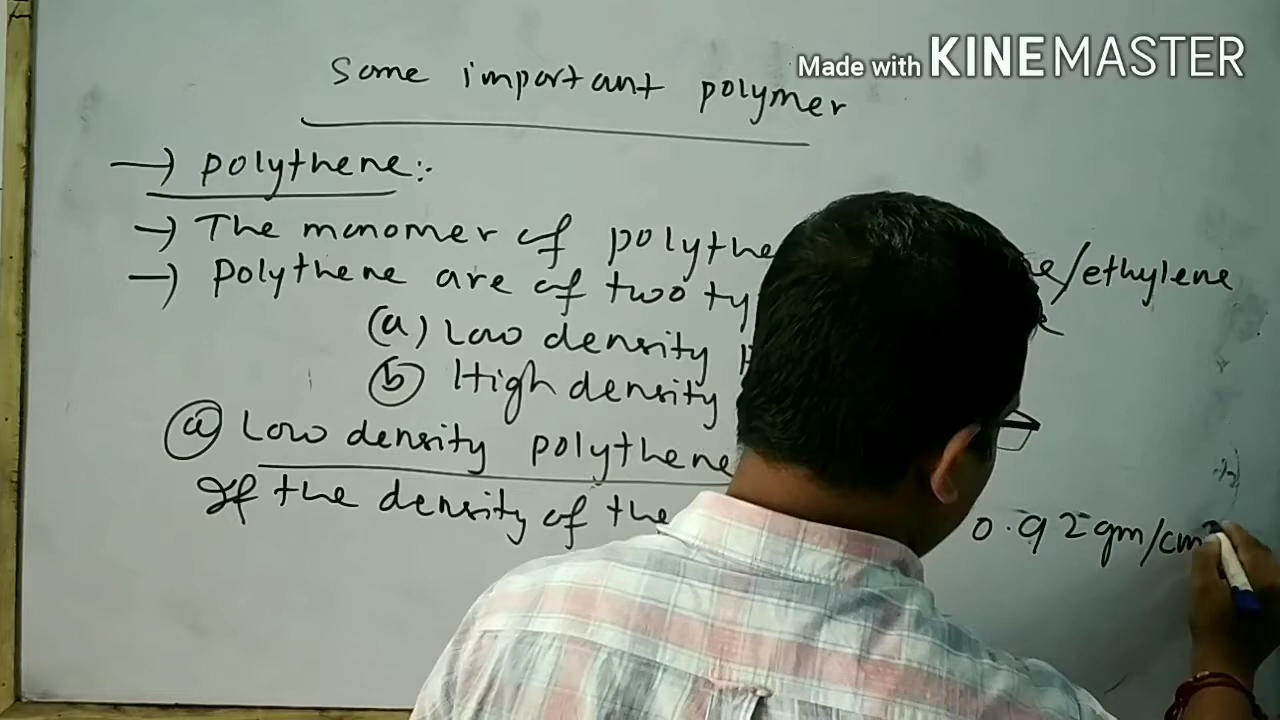 Made with KINEMASTER
Some important polymer
→ polythene:-
→ The monomer of polythe e/ethylene
→ Polythene are of two ty
(a) Low density
(b) High density
(a) Low density polythene
If the density of the 0.92 gm/cm